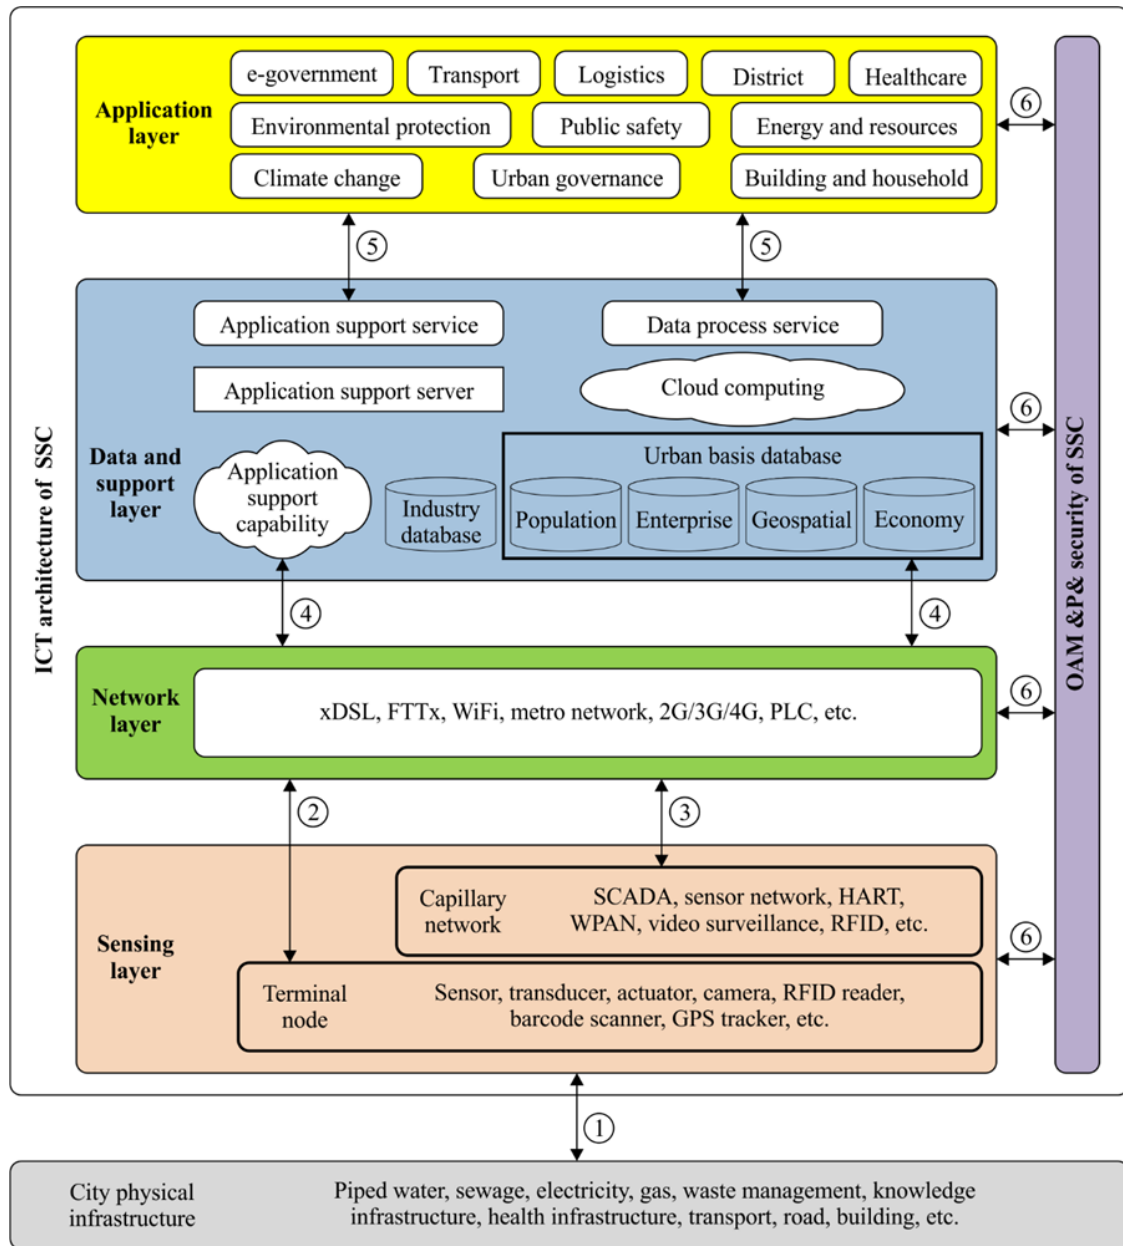 ICT architecture of SSC
Application
layer
e-government
Transport
Logistics
District
Healthcare
Environmental protection
Public safety
Energy and resources
Climate change
Urban governance
Building and household
6
5
5
Data and
support
layer
Application support service
Data process service
Application support server
Cloud computing
Application
support
capability
Industry
database
Urban basis database
Population
Enterprise
Geospatial
Economy
6
4
4
Network
layer
xDSL, FTTx, WiFi, metro network, 2G/3G/4G, PLC, etc.
6
2
3
Sensing
layer
Capillary
network
SCADA, sensor network, HART,
WPAN, video surveillance, RFID, etc.
Terminal
node
Sensor, transducer, actuator, camera, RFID reader,
barcode scanner, GPS tracker, etc.
6
OAM &P& security of SSC
1
City physical
infrastructure
Piped water, sewage, electricity, gas, waste management, knowledge
infrastructure, health infrastructure, transport, road, building, etc.